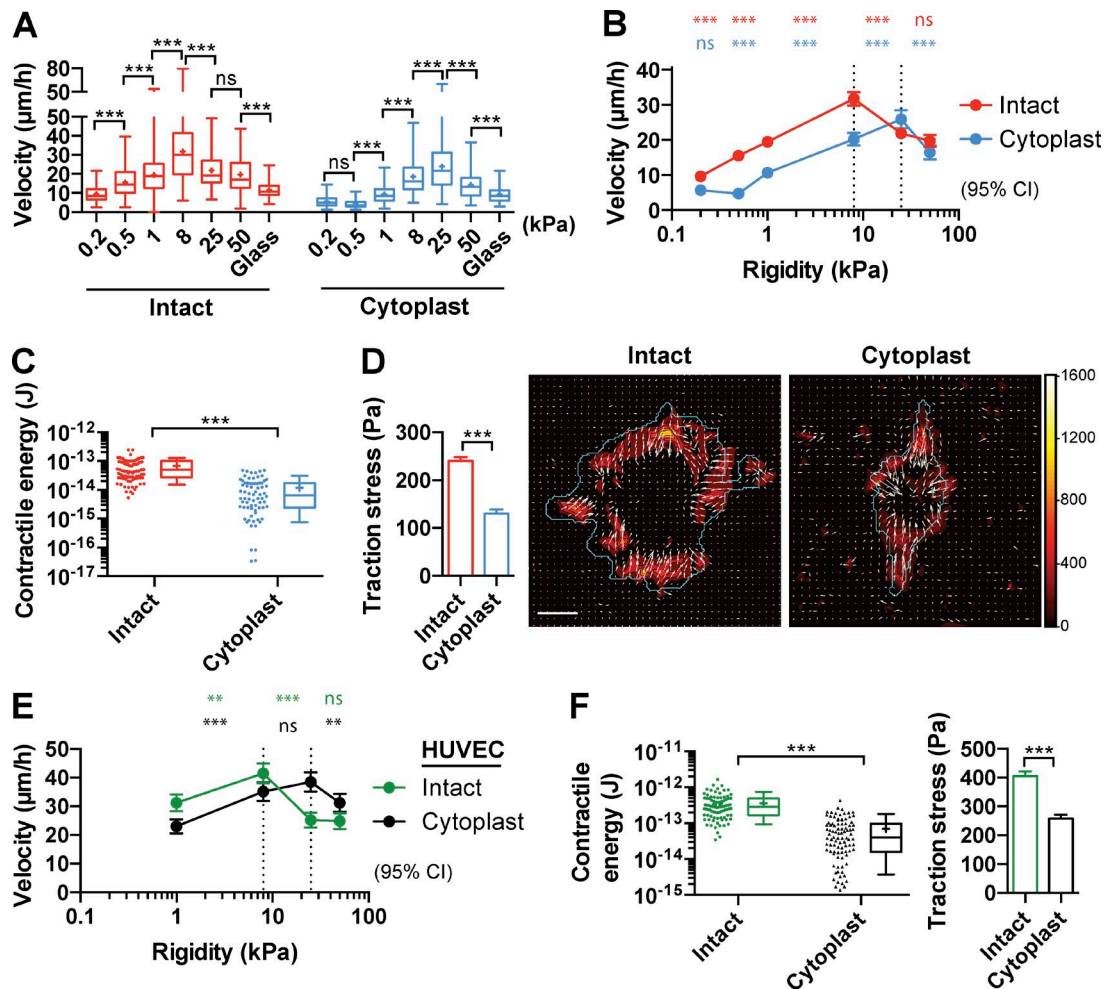 A
Velocity (µm/h)
80
50
50
40
30
20
10
0
***
***
***
***
ns
***
ns
***
***
***
***
0.2
0.5
1
8
25
50
Glass
0.2
0.5
1
8
25
50
Glass
(kPa)
Intact
Cytoplast
B
*** *** *** *** ns
ns *** *** *** ***
Velocity (µm/h)
40
30
20
10
0
0.1
1
10
100
Rigidity (kPa)
Intact
Cytoplast
(95% CI)
C
Contractile energy (J)
10-12
10-13
10-14
10-15
10-16
10-17
***
Intact
Cytoplast
D
Traction stress (Pa)
300
200
100
0
***
Intact
Cytoplast
Intact
Cytoplast
1600
1200
800
400
0
E
** *** ns
*** ns **
Velocity (µm/h)
50
40
30
20
10
0
0.1
1
10
100
Rigidity (kPa)
HUVEC
Intact
Cytoplast
(95% CI)
F
Contractile
energy (J)
10-11
10-12
10-13
10-14
10-15
***
Intact
Cytoplast
Traction stress (Pa)
500
400
300
200
100
0
***
Intact
Cytoplast